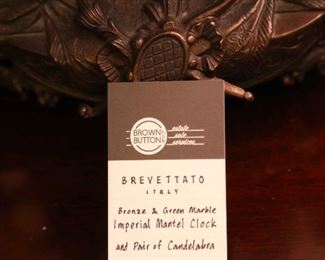 BROWN
BUTTON
estate
sale
services
BREVETTATO
ITALY
Bronze & Green Marble
Imperial Mantel Clock
and Pair of Candelabra